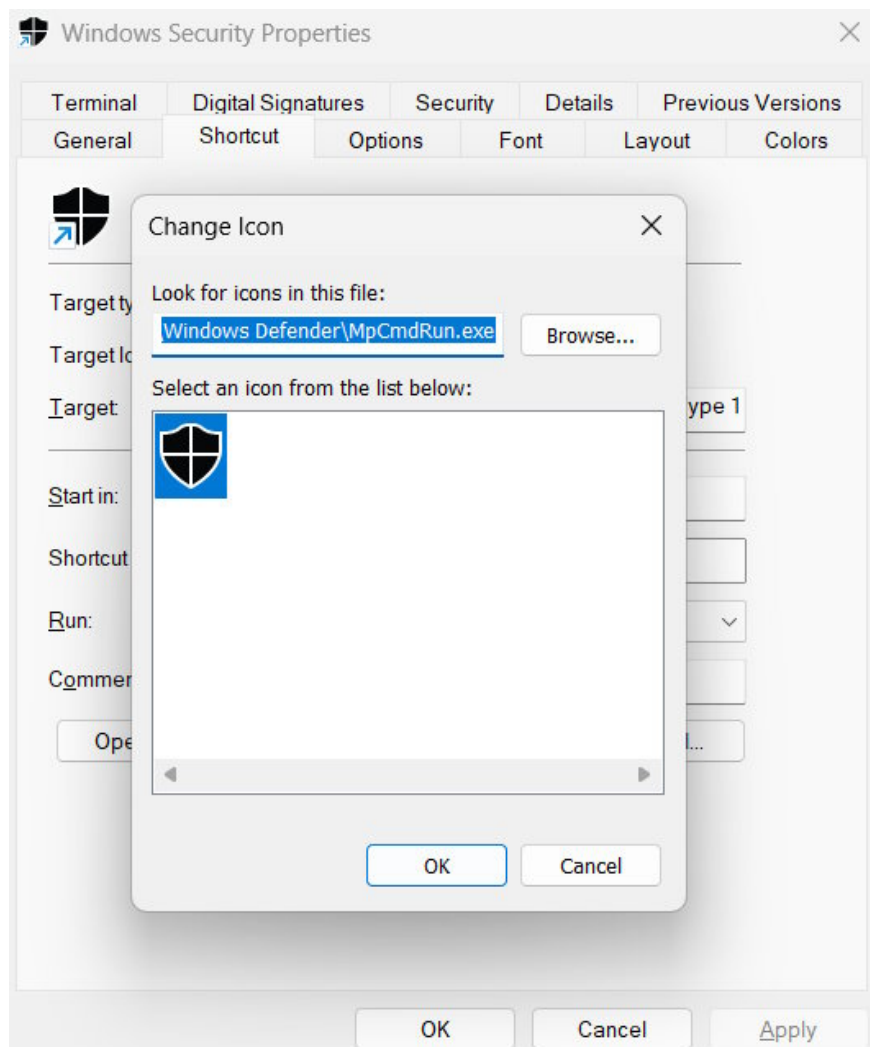 Windows Security Properties
Terminal Digital Signatures Security Details Previous Versions
General Shortcut Options Font Layout Colors
Change Icon
Look for icons in this file:
\Windows Defender\MpCmdRun.exe Browse...
Select an icon from the list below:
Target ty
Target lo
Target: ype 1
Start in:
Shortcut
Run:
Commen
Ope l...
OK Cancel
OK Cancel Apply